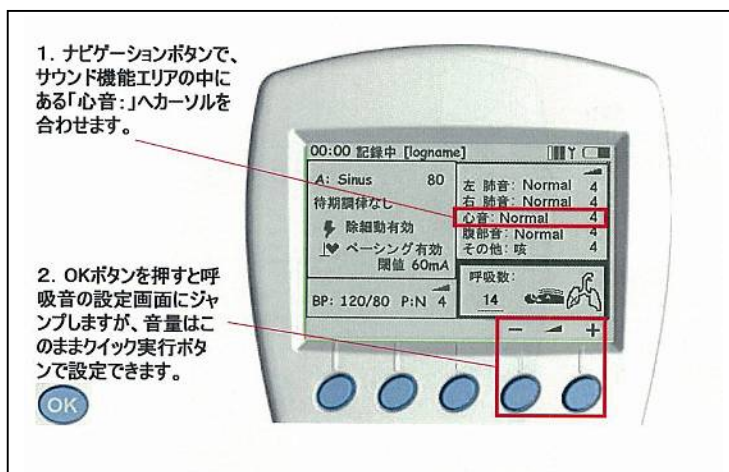 1. ナビゲーションボタンで、
サウンド機能エリアの中に
ある「心音:」へカーソルを
合わせます。
2. OKボタンを押すと呼
吸音の設定画面にジャ
ンプしますが、音量はこ
のままクイック実行ボタ
ンで設定できます。
OK
00:00 記録中 [logname]
A: Sinus 80
待期調律なし
除細動有効
ペーシング有効
閾値 60mA
BP: 120/80 P:N 4
左 肺音: Normal 4
右 肺音: Normal 4
心音: Normal 4
腹部音: Normal 4
その他: 咳 4
呼吸数:
14
− +